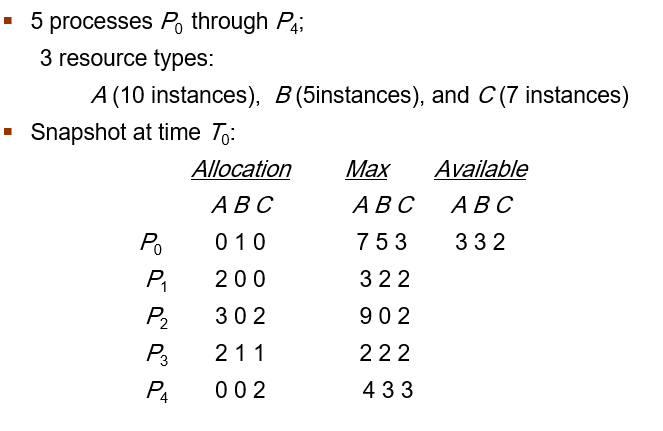 ▪ 5 processes P0 through P4;
3 resource types:
A (10 instances), B (5instances), and C (7 instances)
▪ Snapshot at time T0:
Allocation Max Available
A B C A B C A B C
P0 0 1 0 7 5 3 3 3 2
P1 2 0 0 3 2 2
P2 3 0 2 9 0 2
P3 2 1 1 2 2 2
P4 0 0 2 4 3 3